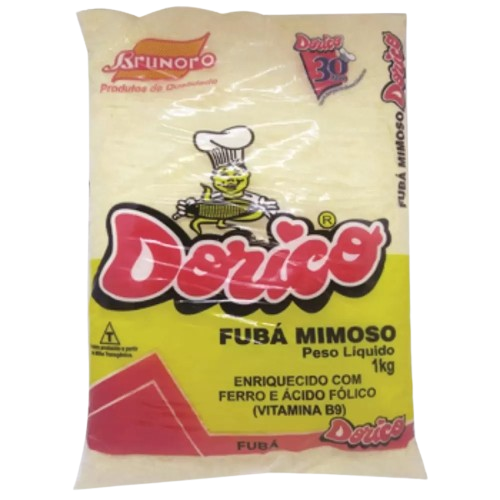 Brunoro
Produtos de Qualidade
Dorico
30
Dorico
FUBÁ MIMOSO
Dorico
®
FUBÁ MIMOSO
Peso Líquido
1kg
T
ENRIQUECIDO COM
FERRO E ÁCIDO FÓLICO
(VITAMINA B9)
FUBÁ
Dorico